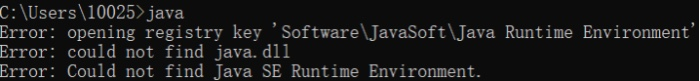 C:\Users\10025>java
Error: opening registry key 'Software\JavaSoft\Java Runtime Environment'
Error: could not find java.dll
Error: Could not find Java SE Runtime Environment.